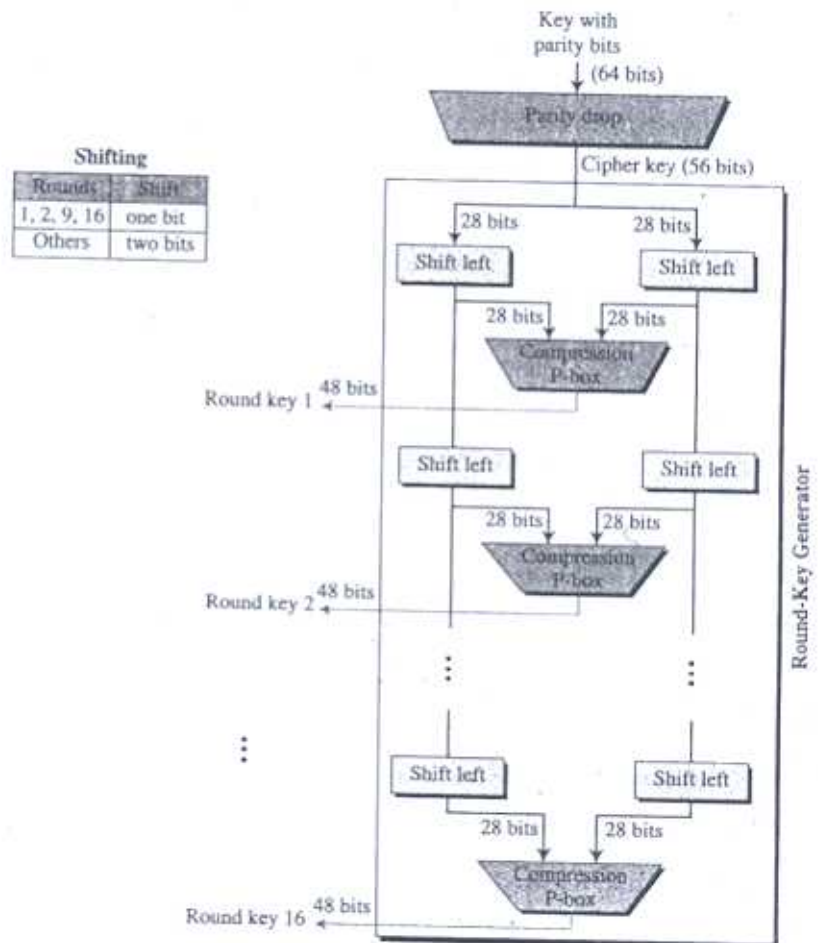 Key with
parity bits
(64 bits)
Parity drop
Cipher key (56 bits)
Shifting
Rounds Shift
1, 2, 9, 16 one bit
Others two bits
28 bits 28 bits
Shift left Shift left
28 bits 28 bits
Compression
P-box
48 bits
Round key 1
Shift left Shift left
28 bits 28 bits
Compression
P-box
48 bits
Round key 2
Round-Key Generator
Shift left Shift left
28 bits 28 bits
Compression
P-box
48 bits
Round key 16